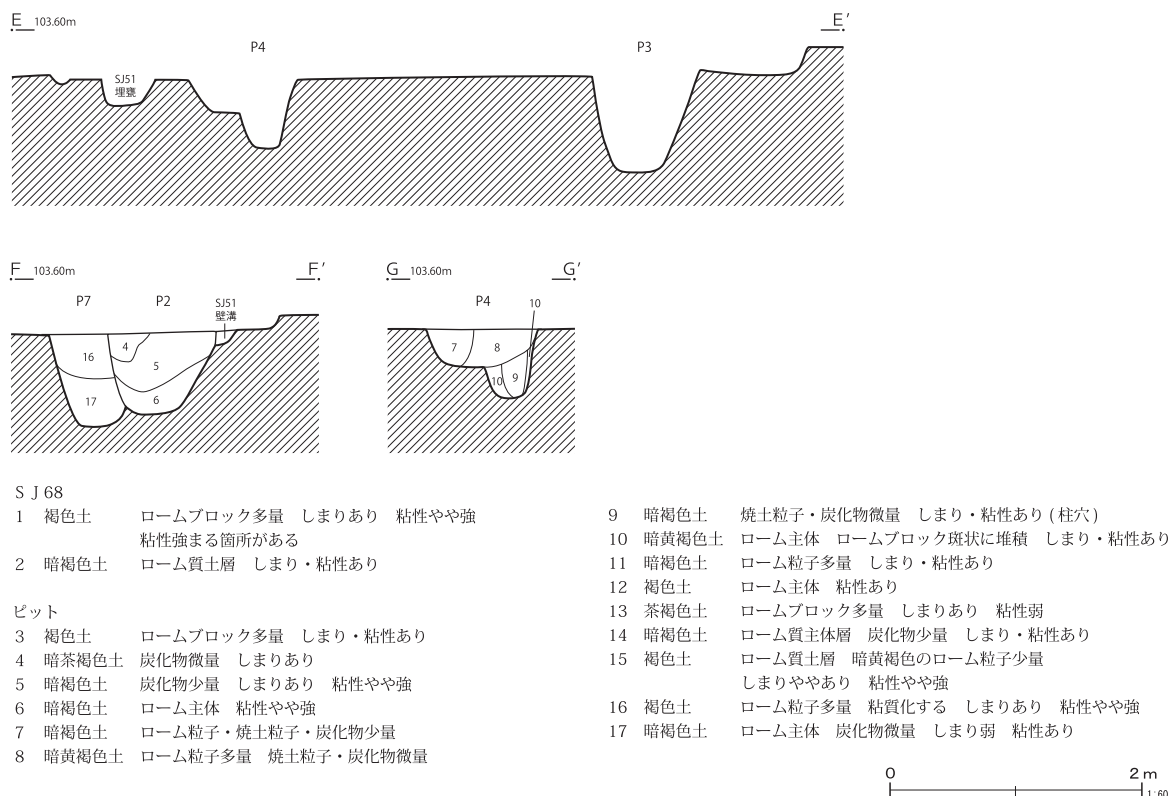 E 103.60m
E′
P4
P3
SJ51
埋甕
F 103.60m
F′
P7
P2
SJ51
壁溝
16
4
5
17
6
G 103.60m
G′
P4
10
7
8
10
9
ＳＪ68
1 褐色土 ロームブロック多量 しまりあり 粘性やや強
粘性強まる箇所がある
2 暗褐色土 ローム質土層 しまり・粘性あり
ピット
3 褐色土 ロームブロック多量 しまり・粘性あり
4 暗茶褐色土 炭化物微量 しまりあり
5 暗褐色土 炭化物少量 しまりあり 粘性やや強
6 暗褐色土 ローム主体 粘性やや強
7 暗褐色土 ローム粒子・焼土粒子・炭化物少量
8 暗黄褐色土 ローム粒子多量 焼土粒子・炭化物微量
9 暗褐色土 焼土粒子・炭化物微量 しまり・粘性あり(柱穴)
10 暗黄褐色土 ローム主体 ロームブロック斑状に堆積 しまり・粘性あり
11 暗褐色土 ローム粒子多量 しまり・粘性あり
12 褐色土 ローム主体 粘性あり
13 茶褐色土 ロームブロック多量 しまりあり 粘性弱
14 暗褐色土 ローム質主体層 炭化物少量 しまり・粘性あり
15 褐色土 ローム質土層 暗黄褐色のローム粒子少量
しまりややあり 粘性やや強
16 褐色土 ローム粒子多量 粘質化する しまりあり 粘性やや強
17 暗褐色土 ローム主体 炭化物微量 しまり弱 粘性あり
0
2 m
1:60